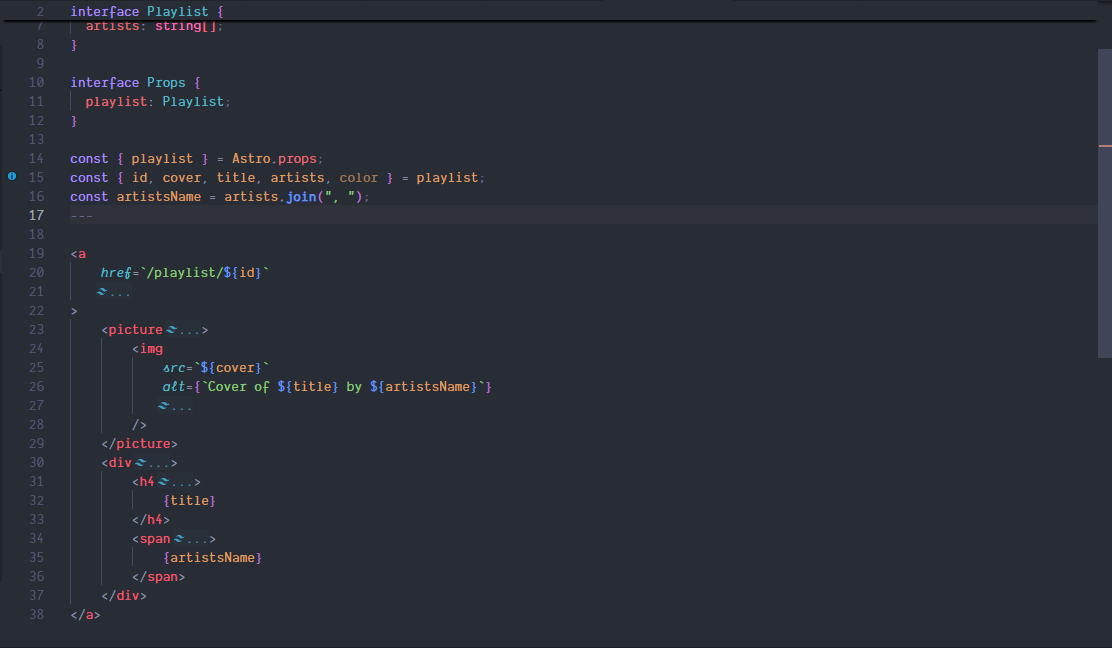 2 interface Playlist {
7 artists: string[];
8 }
9
10 interface Props {
11 playlist: Playlist;
12 }
13
14 const { playlist } = Astro.props;
15 const { id, cover, title, artists, color } = playlist;
16 const artistsName = artists.join(", ");
17 ---
18
19 <a
20 href=`/playlist/${id}`
21 ...
22 >
23 <picture ...>
24 <img
25 src=`${cover}`
26 alt={`Cover of ${title} by ${artistsName}`}
27 ...
28 />
29 </picture>
30 <div ...>
31 <h4 ...>
32 {title}
33 </h4>
34 <span ...>
35 {artistsName}
36 </span>
37 </div>
38 </a>